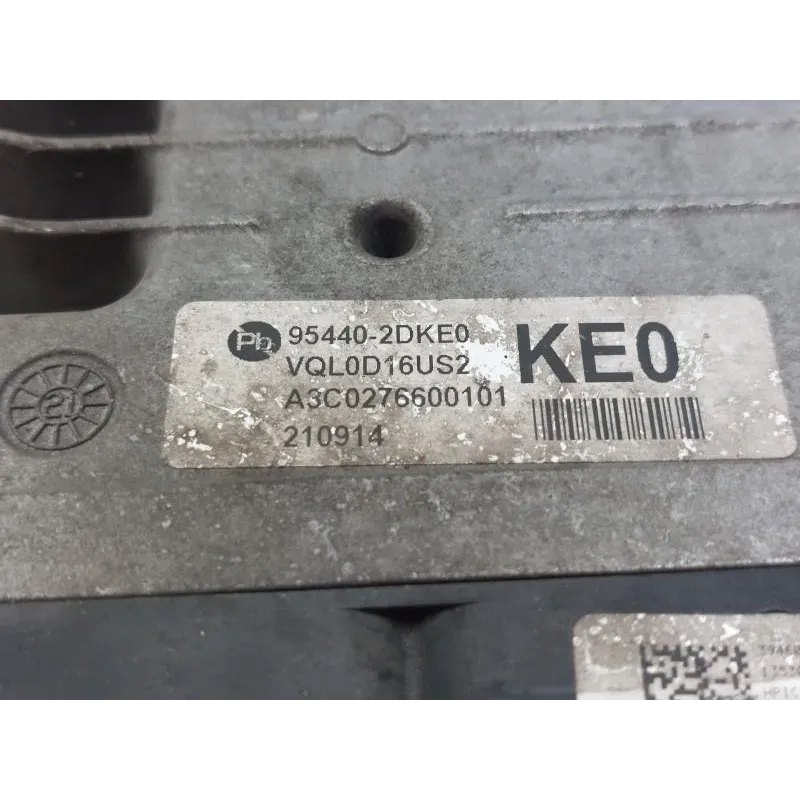 Pb 95440-2DKE0 KE0
VQL0D16US2
A3C0276600101
210914
21